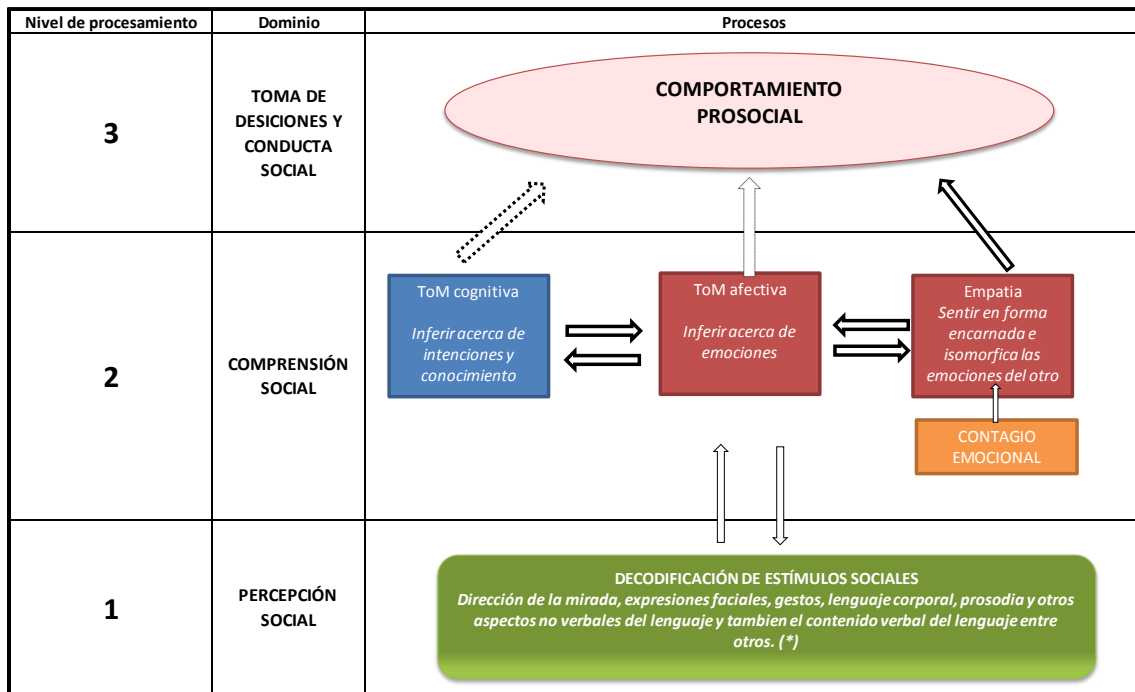 Nivel de procesamiento
Dominio
Procesos
3
TOMA DE
DESICIONES Y
CONDUCTA
SOCIAL
COMPORTAMIENTO
PROSOCIAL
2
COMPRENSIÓN
SOCIAL
ToM cognitiva
Inferir acerca de
intenciones y
conocimiento
ToM afectiva
Inferir acerca de
emociones
Empatia
Sentir en forma
encarnada e
isomorfica las
emociones del otro
CONTAGIO
EMOCIONAL
1
PERCEPCIÓN
SOCIAL
DECODIFICACIÓN DE ESTÍMULOS SOCIALES
Dirección de la mirada, expresiones faciales, gestos, lenguaje corporal, prosodia y otros
aspectos no verbales del lenguaje y tambien el contenido verbal del lenguaje entre
otros. (*)